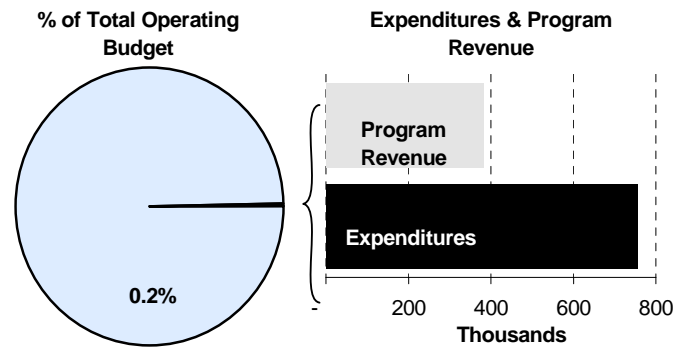 % of Total Operating
Budget
0.2%
Expenditures & Program
Revenue
Program
Revenue
Expenditures
- 200 400 600 800
Thousands